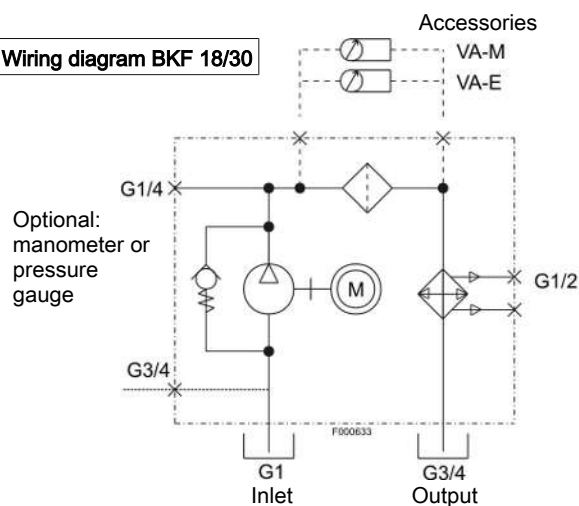 Accessories
Wiring diagram BKF 18/30
VA-M
VA-E
G1/4
Optional:
manometer or
pressure
gauge
M
G1/2
G3/4
F000633
G1
Inlet
G3/4
Output